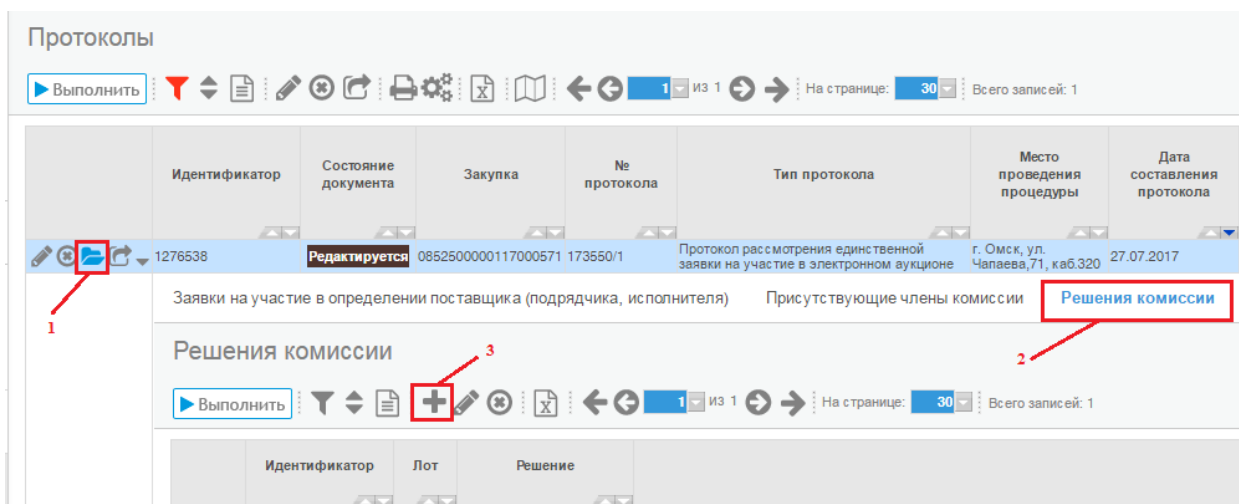 Протоколы
Выполнить 1 из 1 На странице: 30 Всего записей: 1
Идентификатор Состояние документа Закупка № протокола Тип протокола Место проведения процедуры Дата составления протокола
1276538 Редактируется 0852500000117000571 173550/1 Протокол рассмотрения единственной заявки на участие в электронном аукционе г. Омск, ул. Чапаева,71, каб.320 27.07.2017
Заявки на участие в определении поставщика (подрядчика, исполнителя) Присутствующие члены комиссии Решения комиссии
1
2
Решения комиссии
3
Выполнить 1 из 1 На странице: 30 Всего записей: 1
Идентификатор Лот Решение